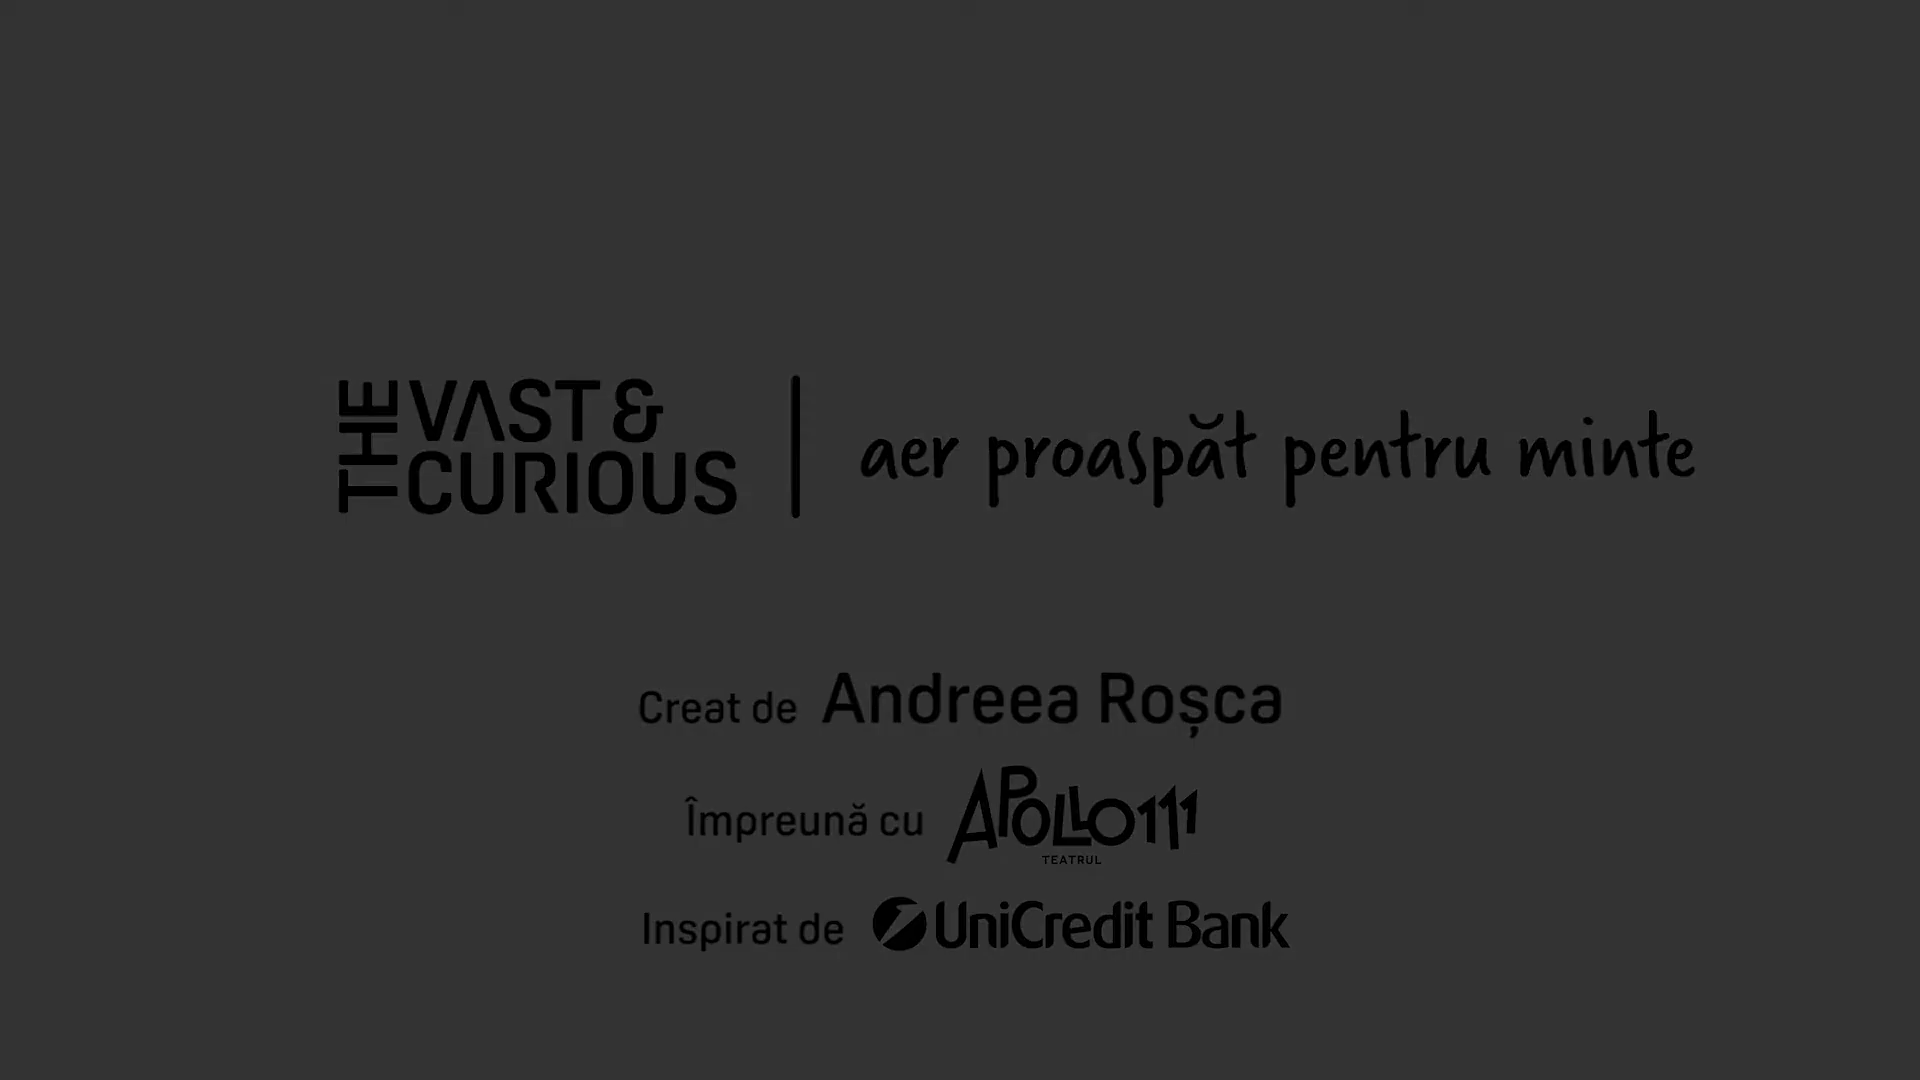 THE VAST & CURIOUS | aer proaspăt pentru minte
Creat de Andreea Roșca
Împreună cu APOLLO111
TEATRUL
Inspirat de UniCredit Bank